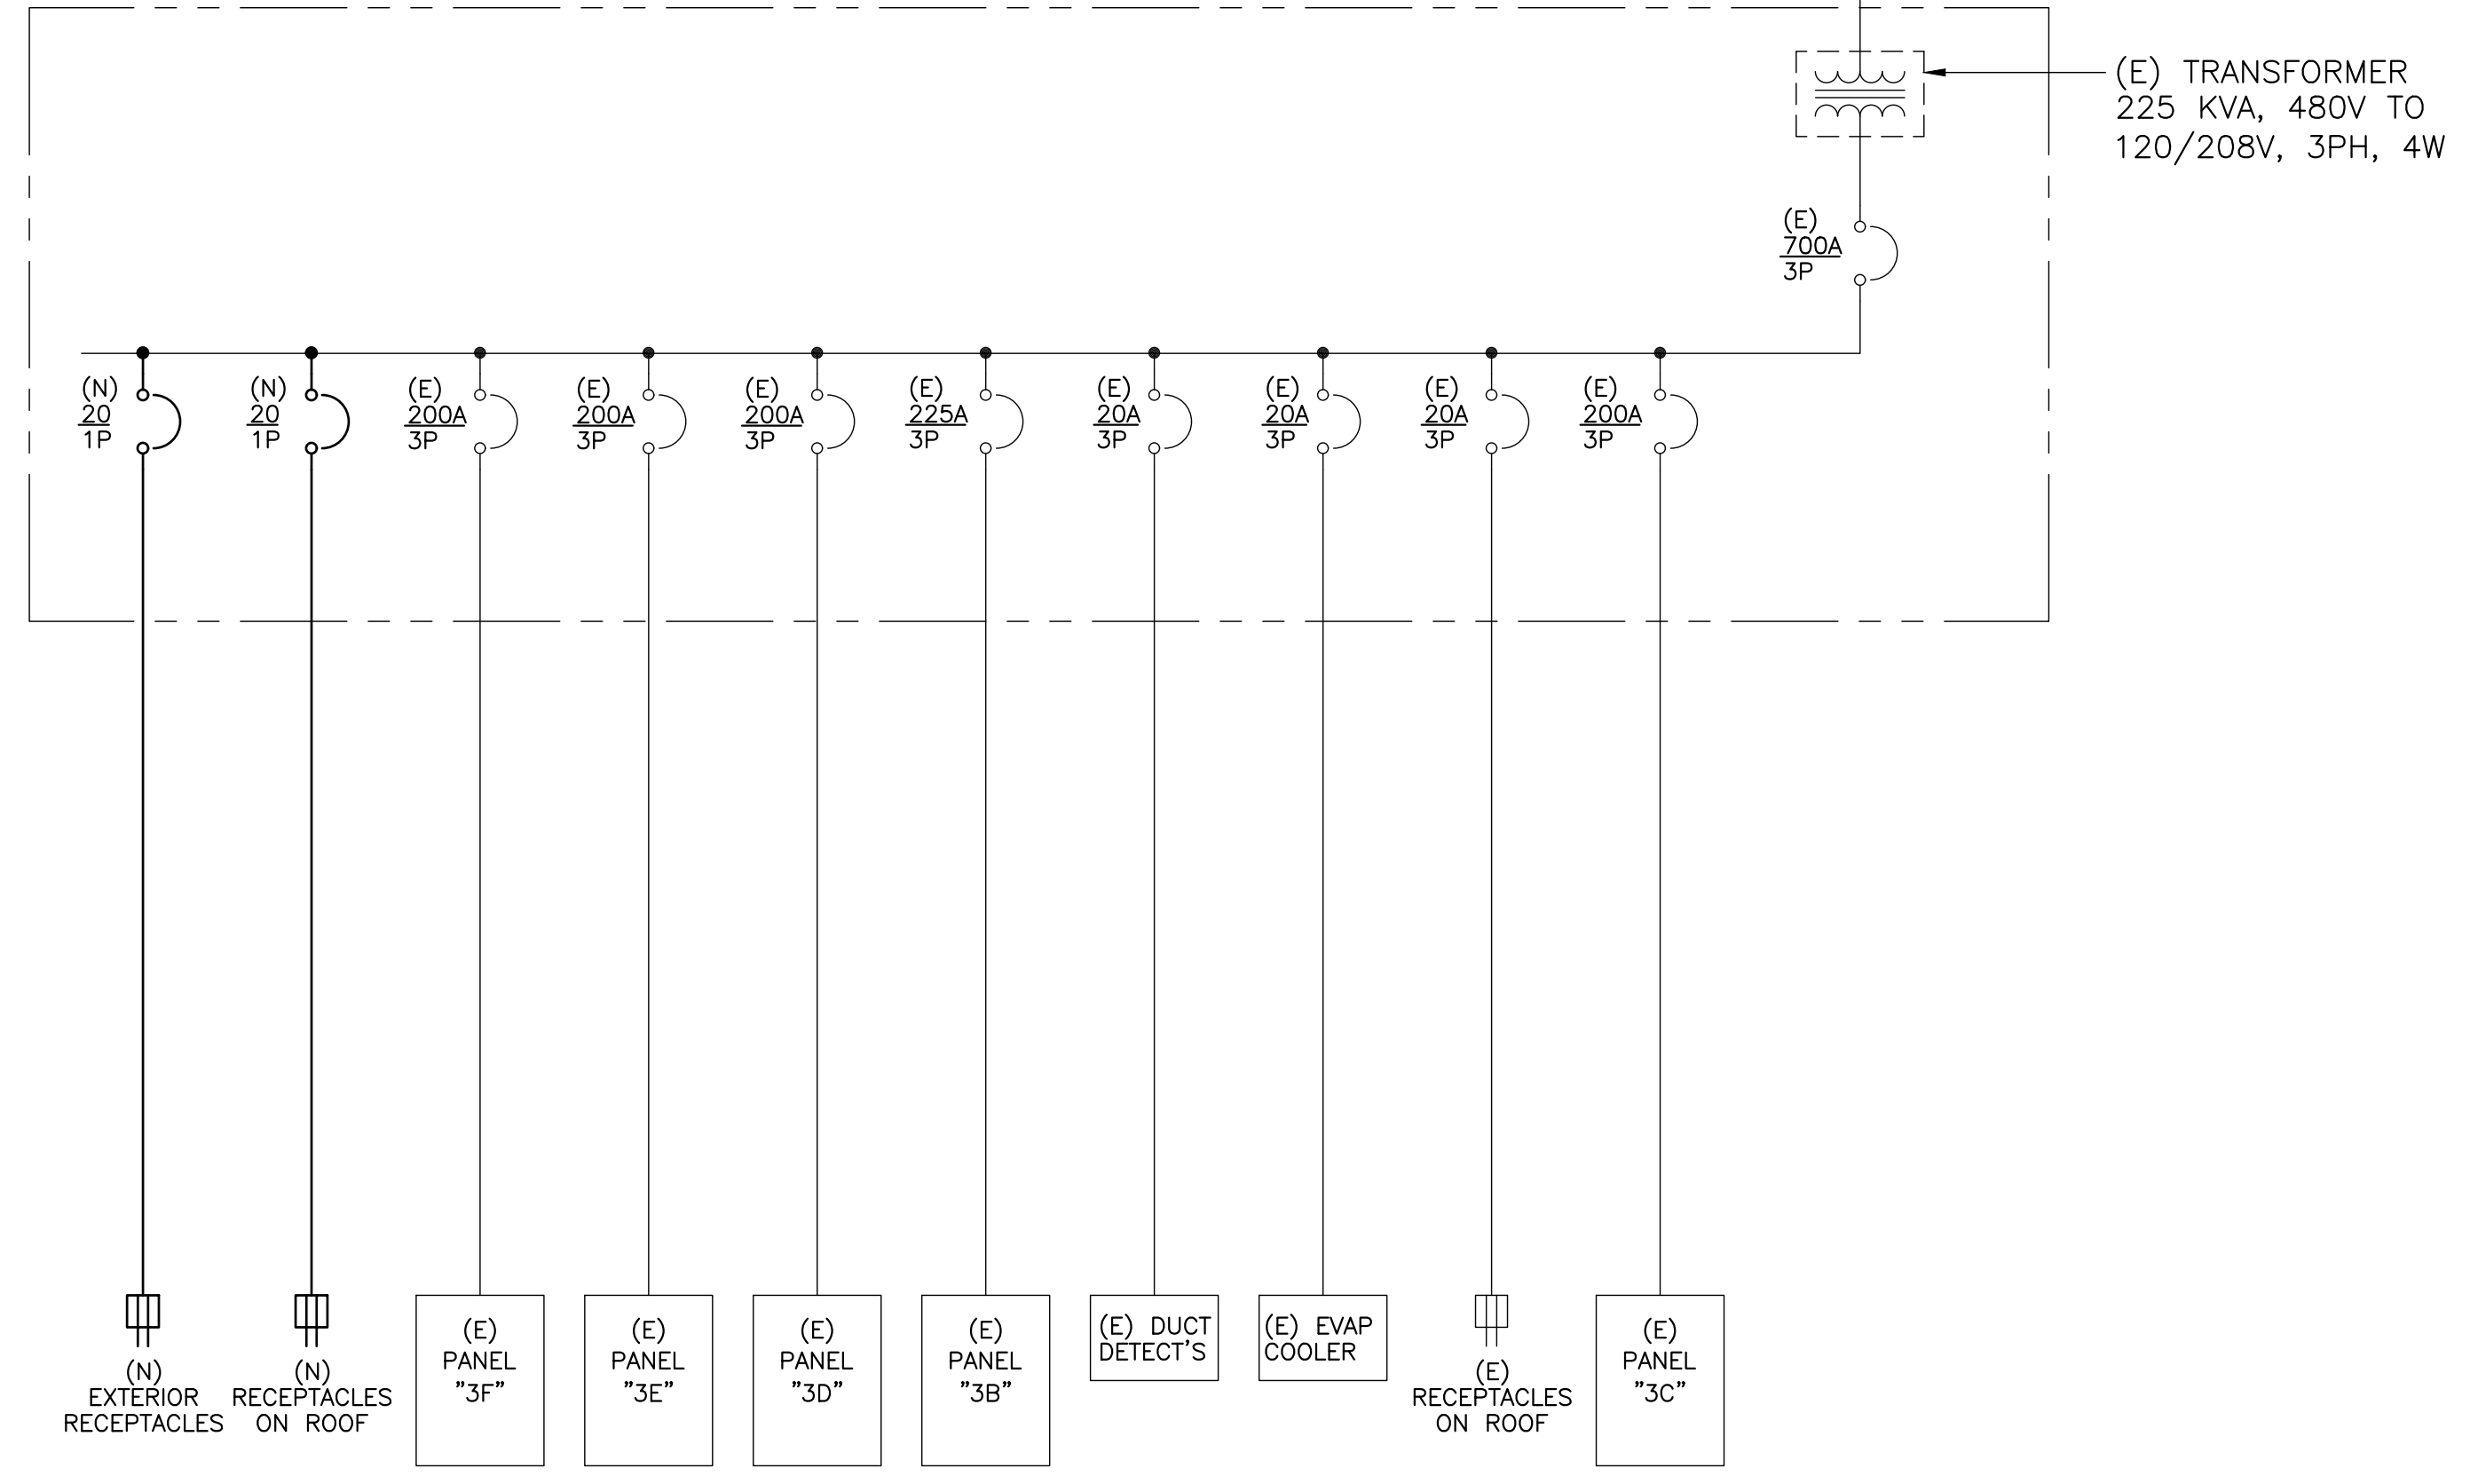 (E) TRANSFORMER
225 KVA, 480V TO
120/208V, 3PH, 4W
(E)
700A
3P
(N)
20
1P
(N)
20
1P
(E)
200A
3P
(E)
200A
3P
(E)
200A
3P
(E)
225A
3P
(E)
20A
3P
(E)
20A
3P
(E)
20A
3P
(E)
200A
3P
(N)
EXTERIOR
RECEPTACLES
(N)
RECEPTACLES
ON ROOF
(E)
PANEL
"3F"
(E)
PANEL
"3E"
(E)
PANEL
"3D"
(E)
PANEL
"3B"
(E) DUCT
DETECT'S
(E) EVAP
COOLER
(E)
RECEPTACLES
ON ROOF
(E)
PANEL
"3C"